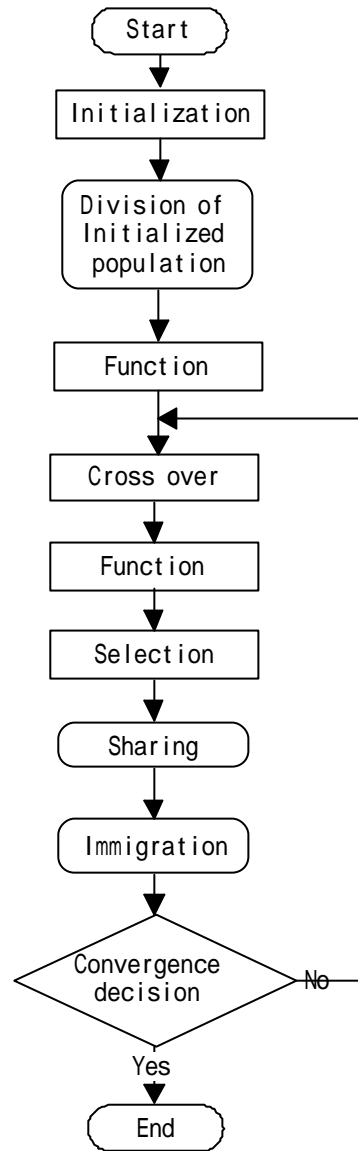 Start
Initialization
Division of
Initialized
population
Function
Cross over
Function
Selection
Sharing
Immigration
Convergence
decision
No
Yes
End